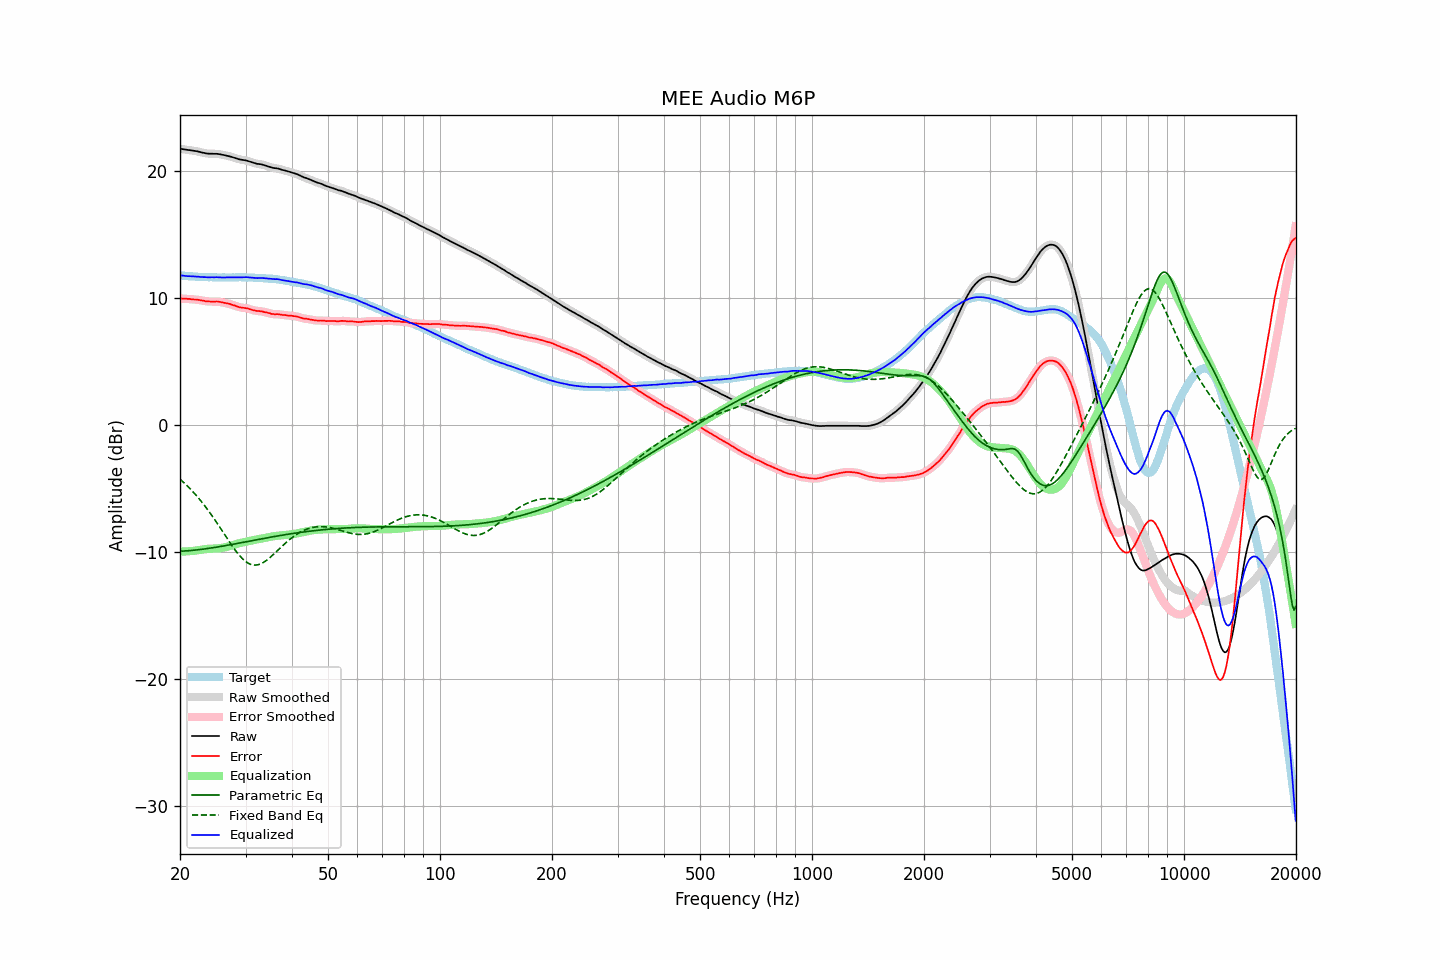 MEE Audio M6P
Amplitude (dBr)
20
10
0
−10
−20
−30
Target
Raw Smoothed
Error Smoothed
Raw
Error
Equalization
Parametric Eq
Fixed Band Eq
Equalized
20 50 100 200 500 1000 2000 5000 10000 20000
Frequency (Hz)